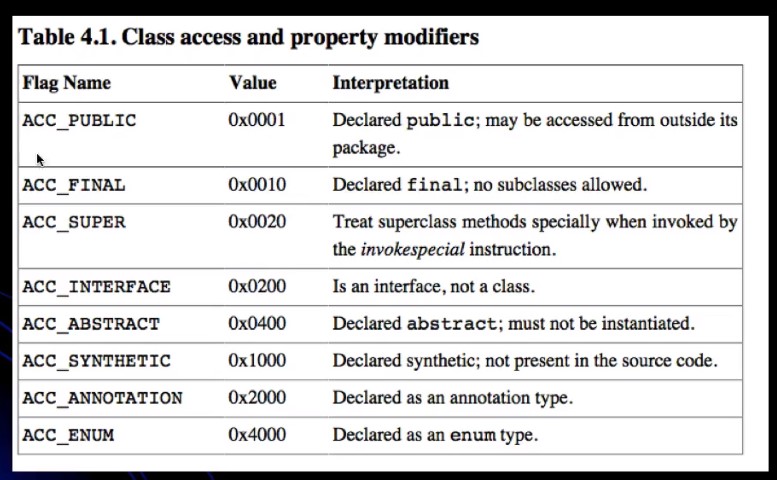 Table 4.1. Class access and property modifiers
Flag Name Value Interpretation
ACC_PUBLIC 0x0001 Declared public; may be accessed from outside its
package.
ACC_FINAL 0x0010 Declared final; no subclasses allowed.
ACC_SUPER 0x0020 Treat superclass methods specially when invoked by
the invokespecial instruction.
ACC_INTERFACE 0x0200 Is an interface, not a class.
ACC_ABSTRACT 0x0400 Declared abstract; must not be instantiated.
ACC_SYNTHETIC 0x1000 Declared synthetic; not present in the source code.
ACC_ANNOTATION 0x2000 Declared as an annotation type.
ACC_ENUM 0x4000 Declared as an enum type.